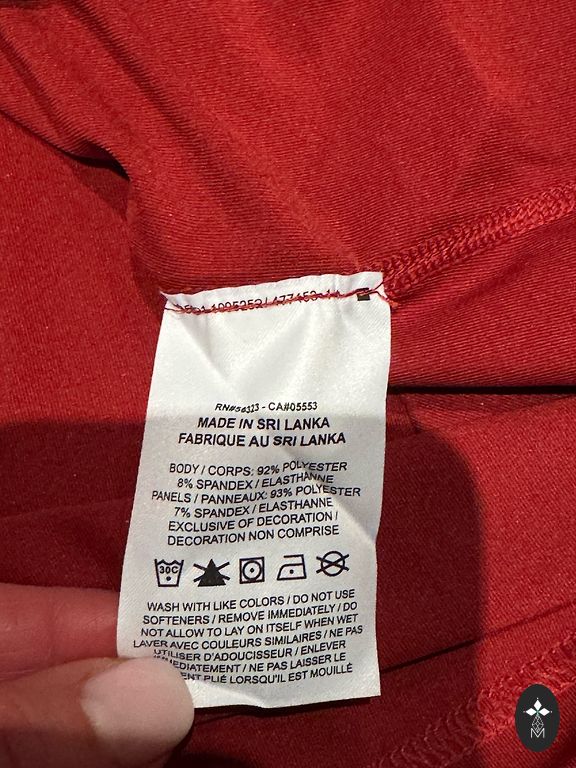 RN#56323 - CA#05553
MADE IN SRI LANKA
FABRIQUE AU SRI LANKA
BODY / CORPS: 92% POLYESTER
8% SPANDEX / ELASTHANNE
PANELS / PANNEAUX: 93% POLYESTER
7% SPANDEX / ELASTHANNE
EXCLUSIVE OF DECORATION /
DECORATION NON COMPRISE
30C
WASH WITH LIKE COLORS / DO NOT USE
SOFTENERS / REMOVE IMMEDIATELY / DO
NOT ALLOW TO LAY ON ITSELF WHEN WET
LAVER AVEC COULEURS SIMILAIRES / NE PAS
UTILISER D'ADOUCISSEUR / ENLEVER
/ NE PAS LAISSER LE
PLIÉ LORSQU'IL EST MOUILLÉ
M